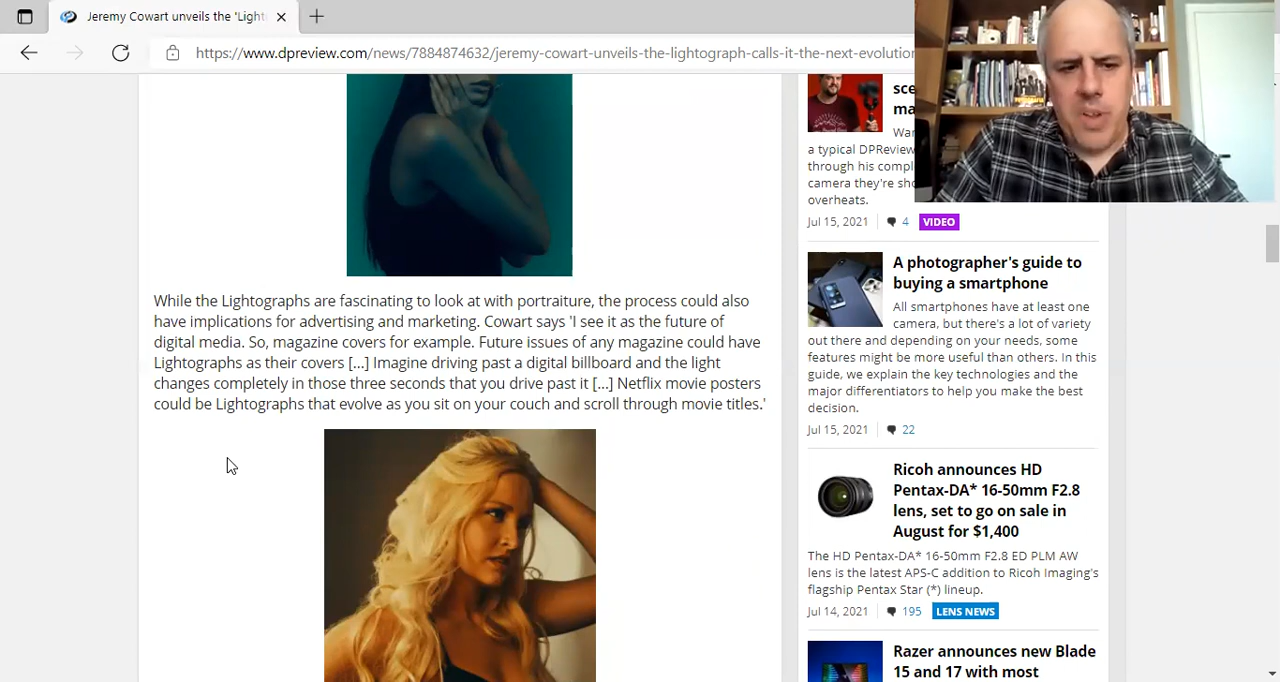 Jeremy Cowart unveils the 'Light
https://www.dpreview.com/news/7884874632/jeremy-cowart-unveils-the-lightograph-calls-it-the-next-evolution
While the Lightographs are fascinating to look at with portraiture, the process could also
have implications for advertising and marketing. Cowart says 'I see it as the future of
digital media. So, magazine covers for example. Future issues of any magazine could have
Lightographs as their covers [...] Imagine driving past a digital billboard and the light
changes completely in those three seconds that you drive past it [...] Netflix movie posters
could be Lightographs that evolve as you sit on your couch and scroll through movie titles.'
a typical DPReview
through his compl
camera they're sho
overheats.
Jul 15, 2021 4 VIDEO
A photographer's guide to
buying a smartphone
All smartphones have at least one
camera, but there's a lot of variety
out there and depending on your needs, some
features might be more useful than others. In this
guide, we explain the key technologies and the
major differentiators to help you make the best
decision.
Jul 15, 2021 22
Ricoh announces HD
Pentax-DA* 16-50mm F2.8
lens, set to go on sale in
August for $1,400
The HD Pentax-DA* 16-50mm F2.8 ED PLM AW
lens is the latest APS-C addition to Ricoh Imaging's
flagship Pentax Star (*) lineup.
Jul 14, 2021 195 LENS NEWS
Razer announces new Blade
15 and 17 with most